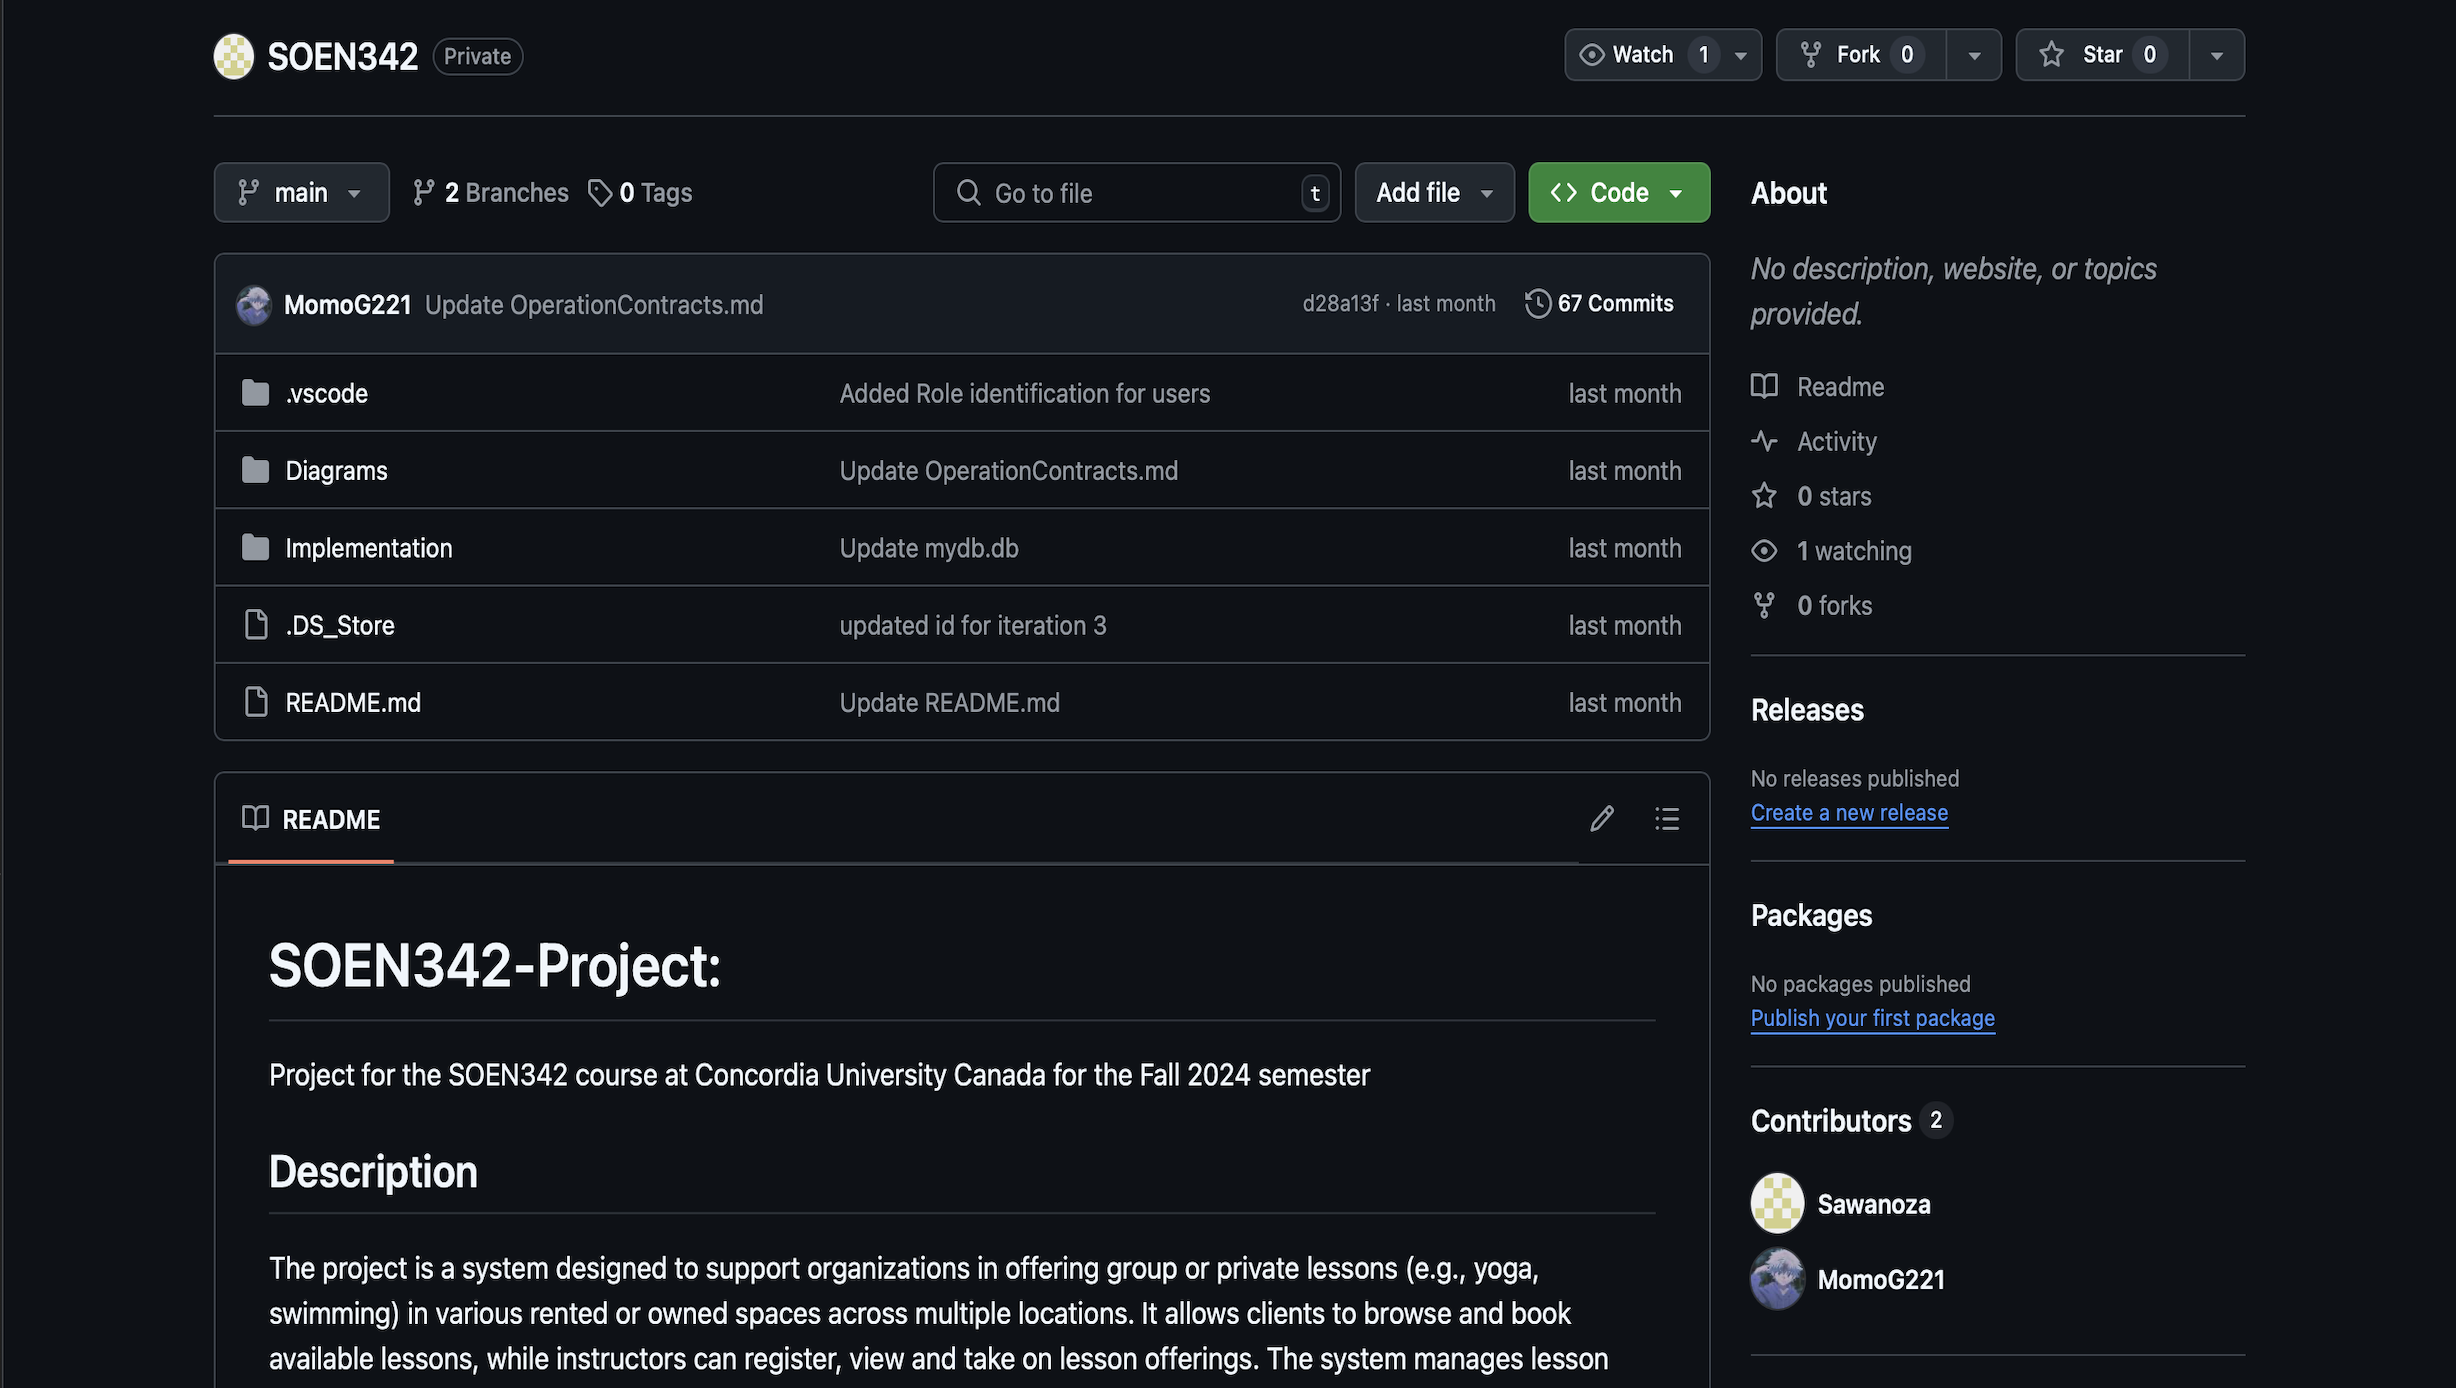 SOEN342 Private
Watch 1 Fork 0 Star 0
main 2 Branches 0 Tags Go to file t Add file Code
MomoG221 Update OperationContracts.md d28a13f · last month 67 Commits
.vscode Added Role identification for users last month
Diagrams Update OperationContracts.md last month
Implementation Update mydb.db last month
.DS_Store updated id for iteration 3 last month
README.md Update README.md last month
README
SOEN342-Project:
Project for the SOEN342 course at Concordia University Canada for the Fall 2024 semester
Description
The project is a system designed to support organizations in offering group or private lessons (e.g., yoga,
swimming) in various rented or owned spaces across multiple locations. It allows clients to browse and book
available lessons, while instructors can register, view and take on lesson offerings. The system manages lesson
About
No description, website, or topics
provided.
Readme
Activity
0 stars
1 watching
0 forks
Releases
No releases published
Create a new release
Packages
No packages published
Publish your first package
Contributors 2
Sawanoza
MomoG221